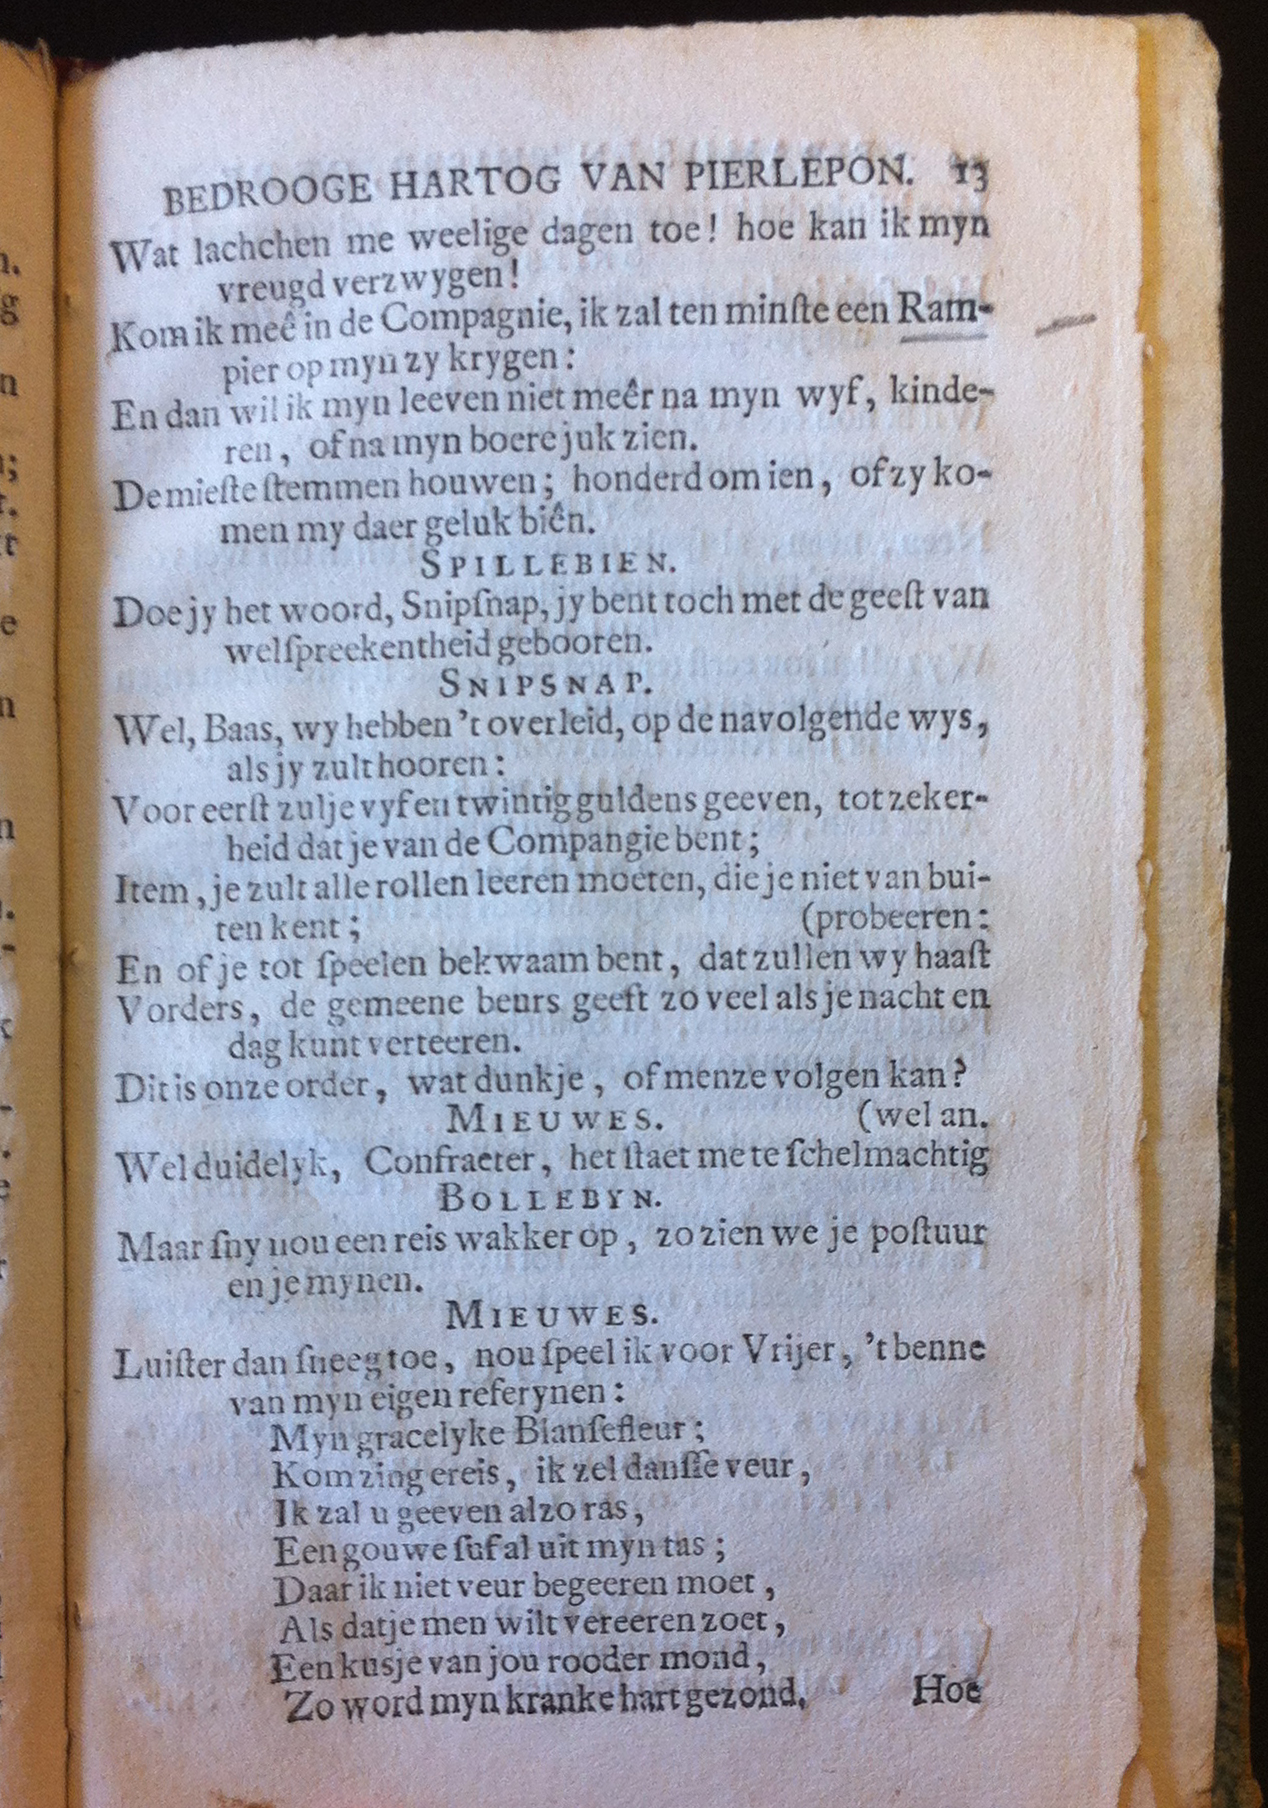 BEDROOGE HARTOG VAN PIERLEPON. 13
Wat lachchen me weelige dagen toe! hoe kan ik myn
vreugd verzwygen!
Kom ik meê in de Compagnie, ik zal ten minſte een Ram-
pier op myn zy krygen:
En dan wil ik myn leeven niet meêr na myn wyf, kinde-
ren, of na myn boere juk zien.
De mieſte ſtemmen houwen; honderd om ien, of zy ko-
men my daer geluk biên.
SPILLEBIEN.
Doe jy het woord, Snipſnap, jy bent toch met de geeſt van
welſpreekentheid gebooren.
SNIPSNAP.
Wel, Baas, wy hebben 't overleid, op de navolgende wys,
als jy zult hooren:
Voor eerſt zul je vyf en twintig guldens geeven, tot zeker-
heid dat je van de Compangie bent;
Item, je zult alle rollen leeren moeten, die je niet van bui-
ten kent; (probeeren:
En of je tot ſpeelen bekwaam bent, dat zullen wy haaſt
Vorders, de gemeene beurs geeft zo veel als je nacht en
dag kunt verteeren.
Dit is onze order, wat dunkje, of menze volgen kan?
MIEUWES. (wel an.
Wel duidelyk, Confraeter, het ſtaet me te ſchelmachtig
BOLLEBYN.
Maar ſny nou een reis wakker op, zo zien we je poſtuur
en je mynen.
MIEUWES.
Luiſter dan ſneeg toe, nou ſpeel ik voor Vrijer, 't benne
van myn eigen referynen:
Myn gracelyke Blanſefleur;
Kom zing ereis, ik zel danſſe veur,
Ik zal u geeven alzo ras,
Een gouwe ſufal uit myn tas;
Daar ik niet veur begeeren moet,
Als datje men wilt vereeren zoet,
Een kusje van jou rooder mond,
Zo word myn kranke hart gezond. Hoe